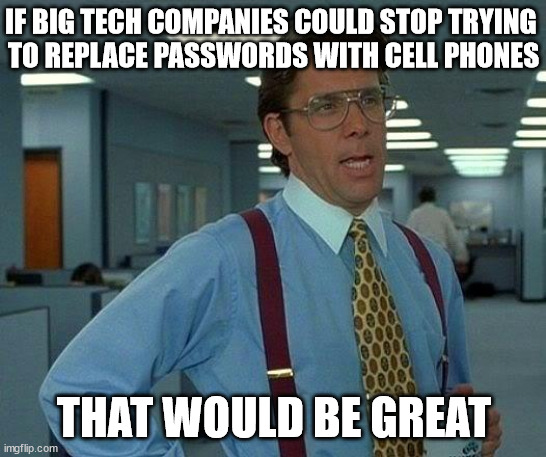 IF BIG TECH COMPANIES COULD STOP TRYING
TO REPLACE PASSWORDS WITH CELL PHONES
THAT WOULD BE GREAT
imgflip.com